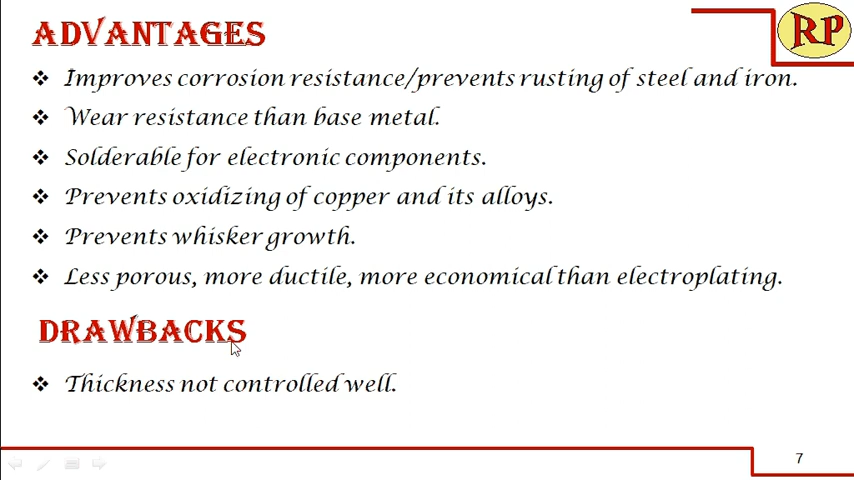 RP
ADVANTAGES
❖ Improves corrosion resistance/prevents rusting of steel and iron.
❖ Wear resistance than base metal.
❖ Solderable for electronic components.
❖ Prevents oxidizing of copper and its alloys.
❖ Prevents whisker growth.
❖ Less porous, more ductile, more economical than electroplating.
DRAWBACKS
❖ Thickness not controlled well.
7